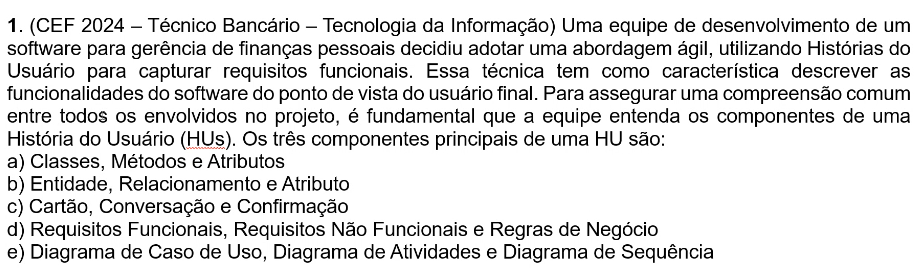 1. (CEF 2024 – Técnico Bancário – Tecnologia da Informação) Uma equipe de desenvolvimento de um
software para gerência de finanças pessoais decidiu adotar uma abordagem ágil, utilizando Histórias do
Usuário para capturar requisitos funcionais. Essa técnica tem como característica descrever as
funcionalidades do software do ponto de vista do usuário final. Para assegurar uma compreensão comum
entre todos os envolvidos no projeto, é fundamental que a equipe entenda os componentes de uma
História do Usuário (HUs). Os três componentes principais de uma HU são:
a) Classes, Métodos e Atributos
b) Entidade, Relacionamento e Atributo
c) Cartão, Conversação e Confirmação
d) Requisitos Funcionais, Requisitos Não Funcionais e Regras de Negócio
e) Diagrama de Caso de Uso, Diagrama de Atividades e Diagrama de Sequência